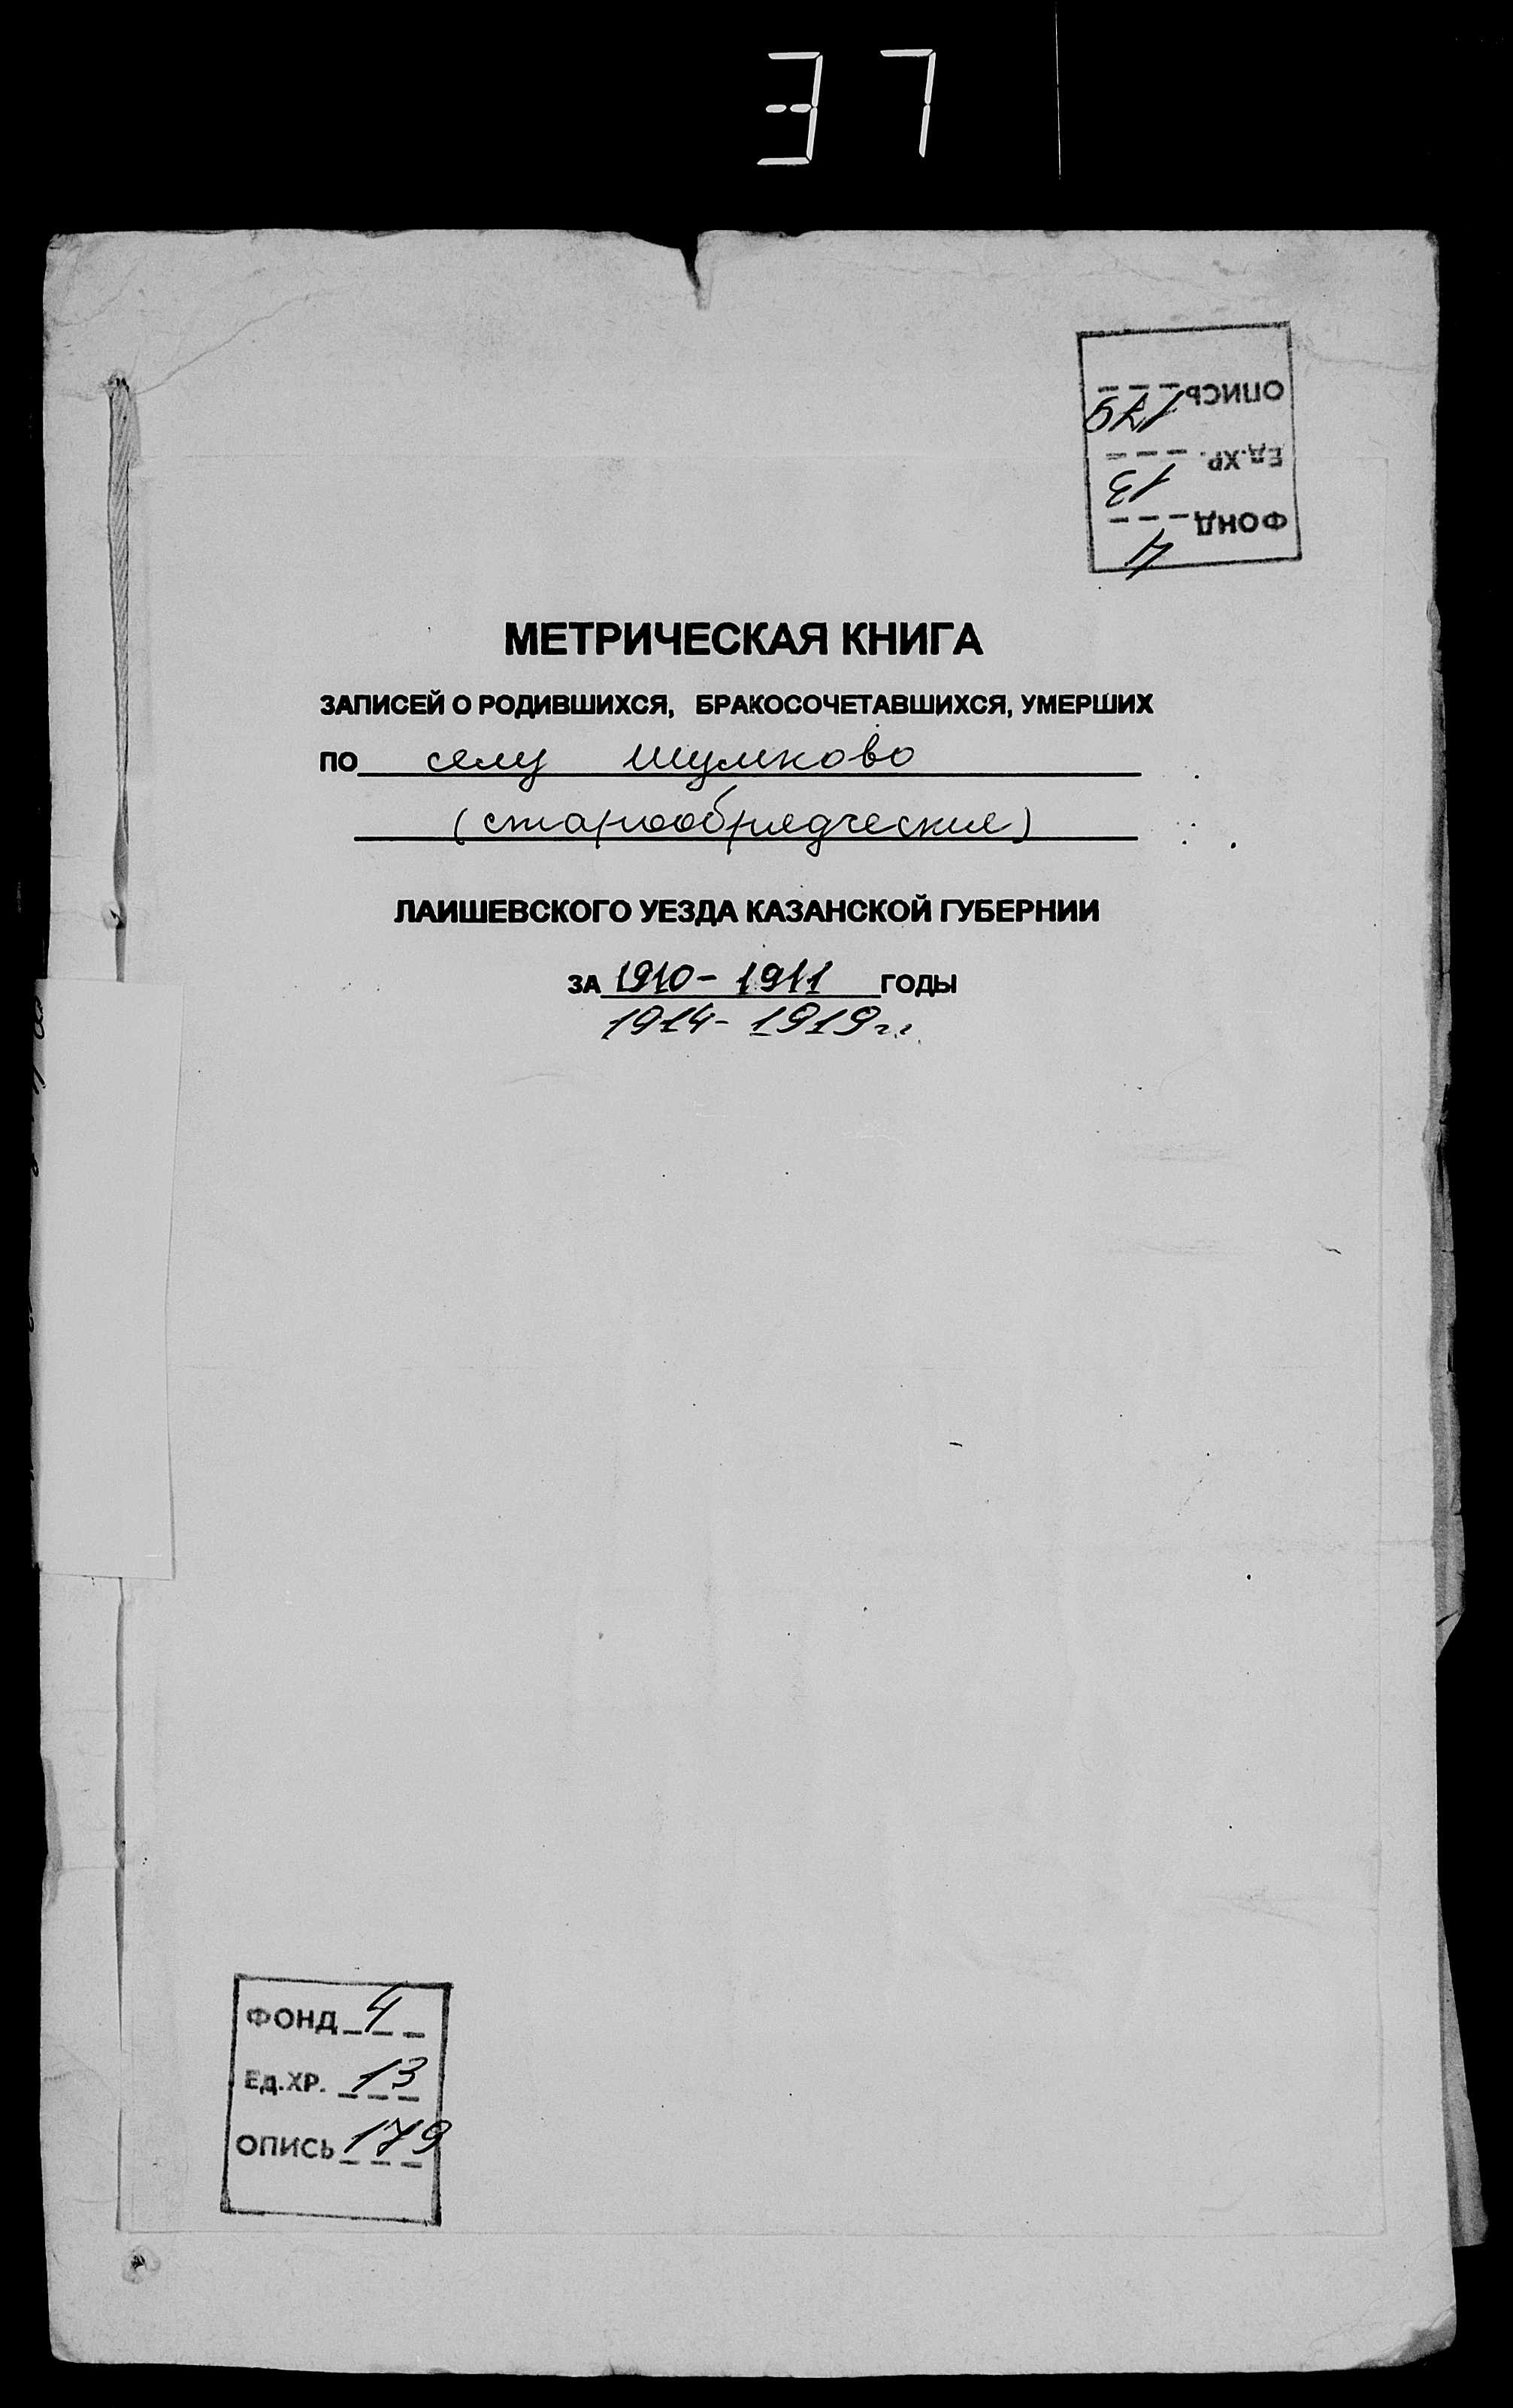 37
ОПИСЬ 179
Ед.ХР. 13
ФОНД 4
МЕТРИЧЕСКАЯ КНИГА
ЗАПИСЕЙ О РОДИВШИХСЯ, БРАКОСОЧЕТАВШИХСЯ, УМЕРШИХ
ПО селу Шумково
(старообрядческие)
ЛАИШЕВСКОГО УЕЗДА КАЗАНСКОЙ ГУБЕРНИИ
ЗА 1910-1911 ГОДЫ
1914-1919 гг.
ФОНД 4
Ед.ХР. 13
ОПИСЬ 179